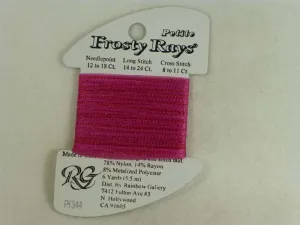 Petite
Frosty Rays®
Needlepoint Long Stitch Cross Stitch
12 to 18 Ct. 14 to 24 Ct. 8 to 11 Ct
Made
78% Nylon, 14% Rayon
8% Metalized Polyester
6 Yards (5.5 m)
Dist. by Rainbow Gallery
7412 Fulton Ave #5
N Hollywood
CA 91605
RG
PY344